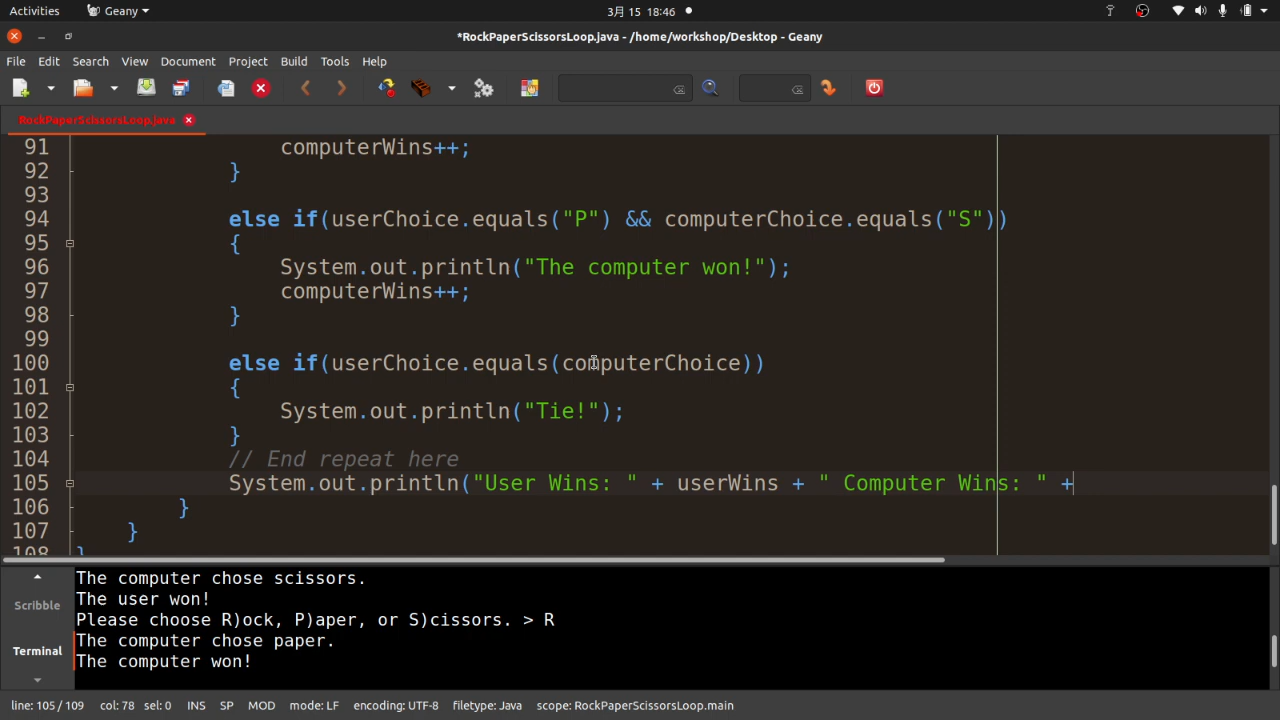 Activities Geany 3月 15 18:46
*RockPaperScissorsLoop.java - /home/workshop/Desktop - Geany
File Edit Search View Document Project Build Tools Help
RockPaperScissorsLoop.java
91 computerWins++;
92 }
93
94 else if(userChoice.equals("P") && computerChoice.equals("S"))
95 {
96 System.out.println("The computer won!");
97 computerWins++;
98 }
99
100 else if(userChoice.equals(computerChoice))
101 {
102 System.out.println("Tie!");
103 }
104 // End repeat here
105 System.out.println("User Wins: " + userWins + " Computer Wins: " +
106 }
107 }
108 }
The computer chose scissors.
Scribble
The user won!
Please choose R)ock, P)aper, or S)cissors. > R
The computer chose paper.
Terminal
The computer won!
line: 105 / 109 col: 78 sel: 0 INS SP MOD mode: LF encoding: UTF-8 filetype: Java scope: RockPaperScissorsLoop.main